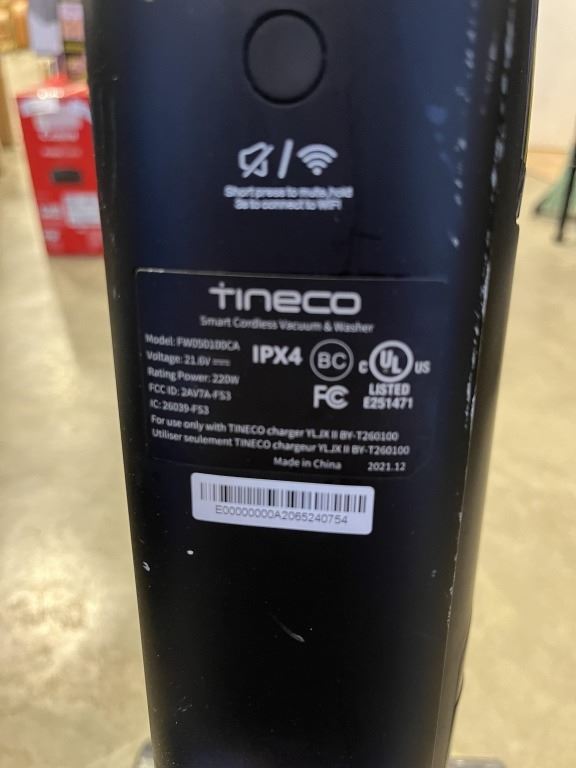 Short press to mute, hold
3s to connect to WIFI
tineco
Smart Cordless Vacuum & Washer
Model: FW050100CA
Voltage: 21.6V
Rating Power: 220W
FCC ID: 2AV7A-FS3
IC: 26039-FS3
IPX4
BC
FC
c UL US
LISTED
E251471
For use only with TINECO charger YLJX II BY-T260100
Utiliser seulement TINECO chargeur YLJX II BY-T260100
Made in China 2021.12
E00000000A2065240754